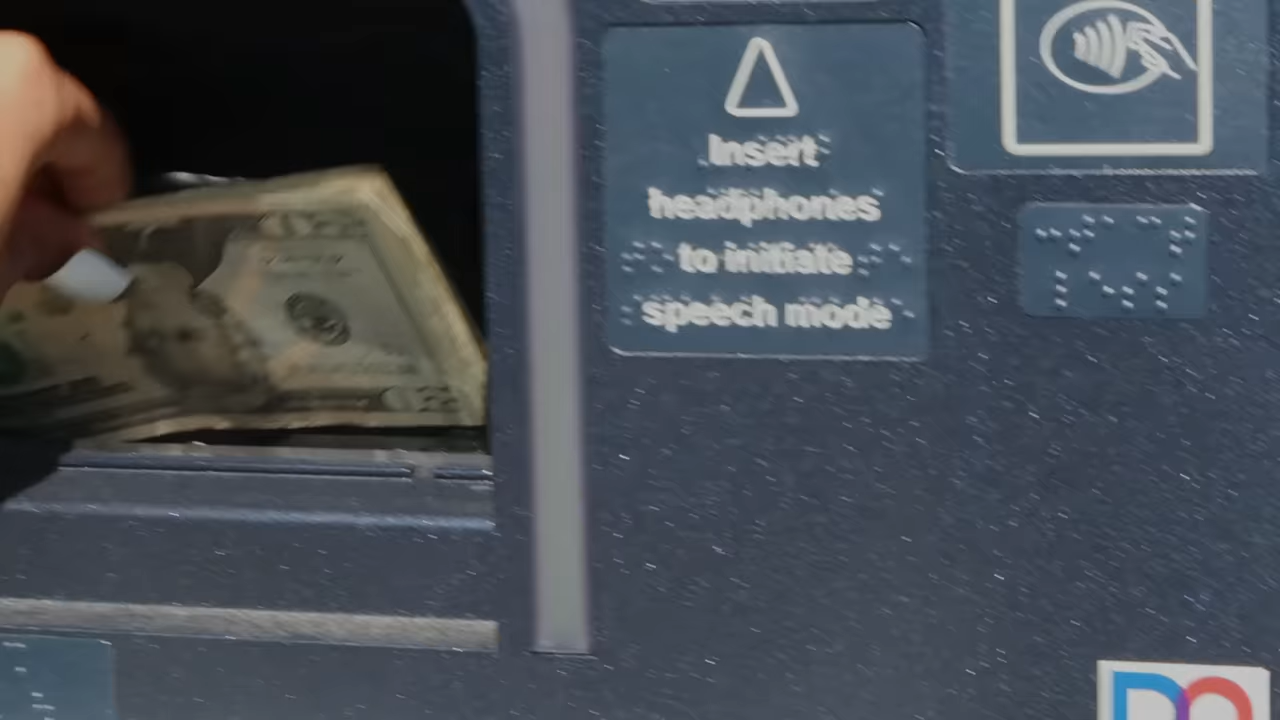 Insert
headphones
to initiate
speech mode